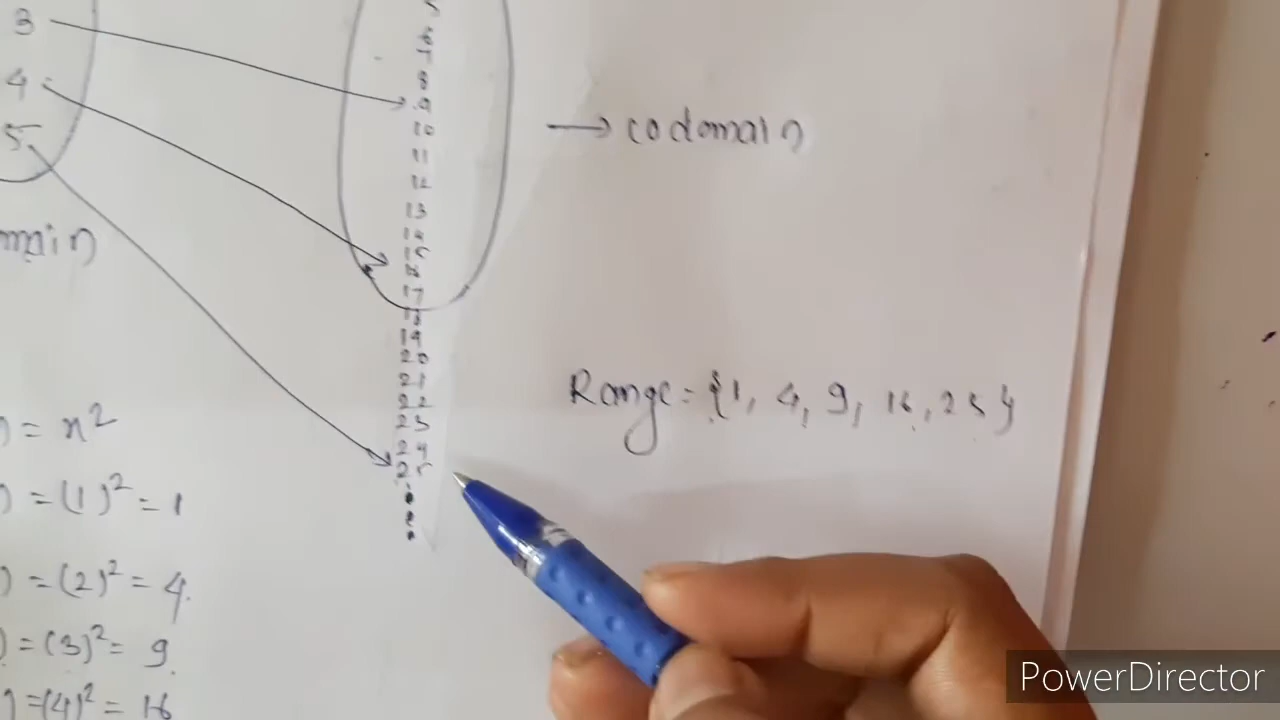 3
4
5
main
6
7
8
9
10
11
12
13
14
15
16
17
18
19
20
21
22
23
24
25
→ codomain
Range = {1, 4, 9, 16, 25}
) = x²
) = (1)² = 1
) = (2)² = 4
) = (3)² = 9
) = (4)² = 16
PowerDirector